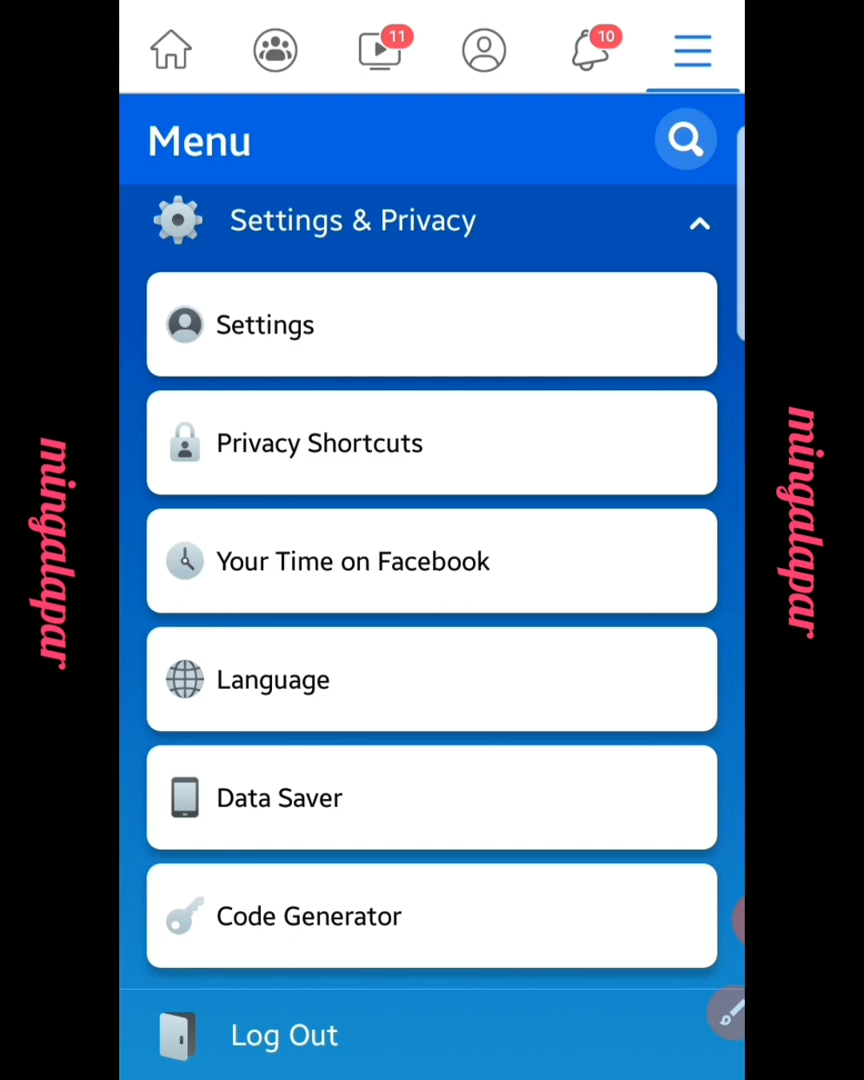 11
10
Menu
Settings & Privacy
Settings
Privacy Shortcuts
Your Time on Facebook
Language
Data Saver
Code Generator
Log Out
mingalapar
mingalapar